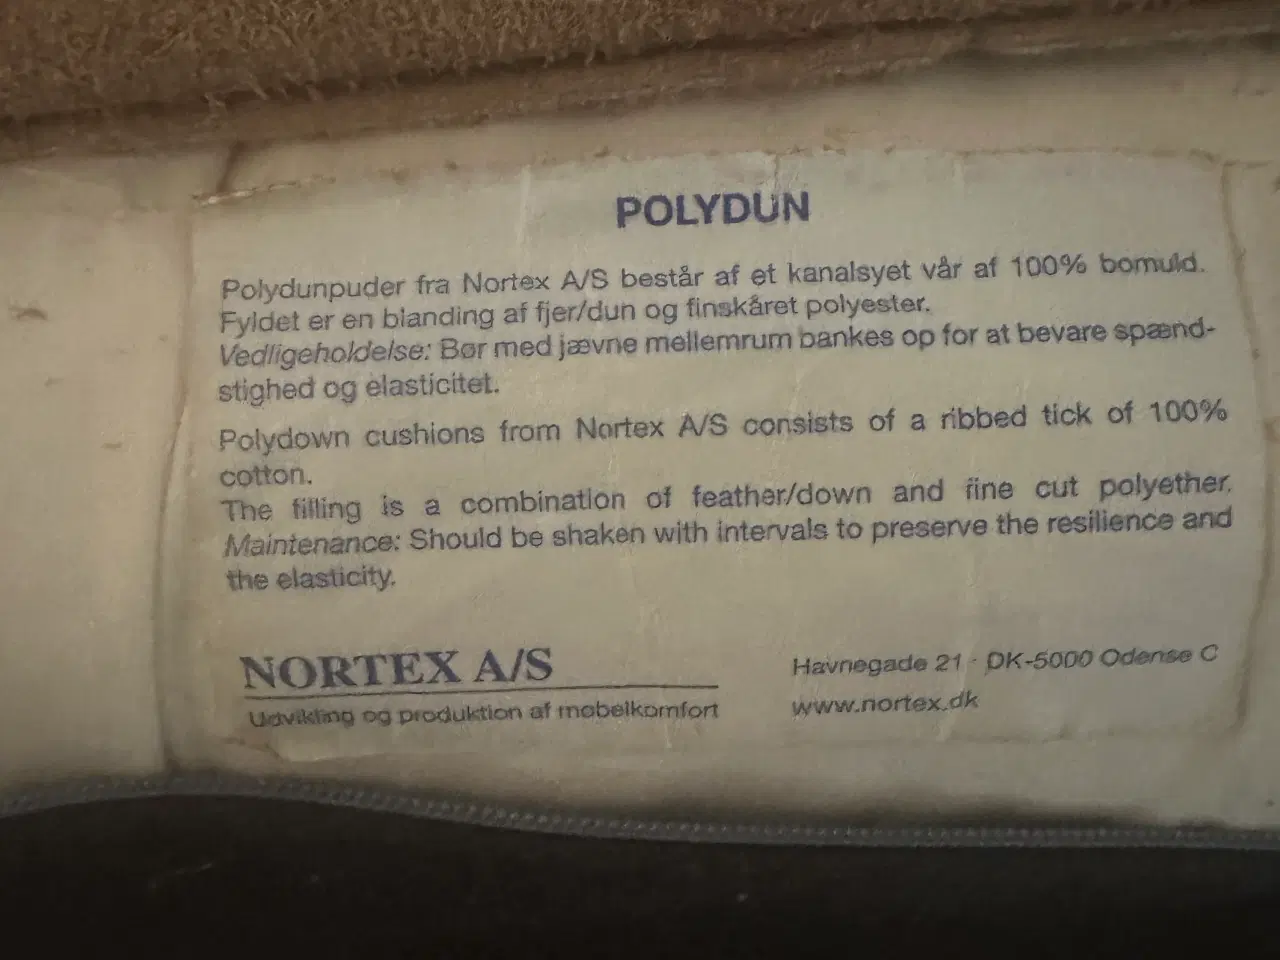 POLYDUN
Polydunpuder fra Nortex A/S består af et kanalsyet vår af 100% bomuld.
Fyldet er en blanding af fjer/dun og finskåret polyester.
Vedligeholdelse: Bør med jævne mellemrum bankes op for at bevare spænd-
stighed og elasticitet.
Polydown cushions from Nortex A/S consists of a ribbed tick of 100%
cotton.
The filling is a combination of feather/down and fine cut polyether.
Maintenance: Should be shaken with intervals to preserve the resilience and
the elasticity.
NORTEX A/S
Udvikling og produktion af møbelkomfort
Havnegade 21 · DK-5000 Odense C
www.nortex.dk